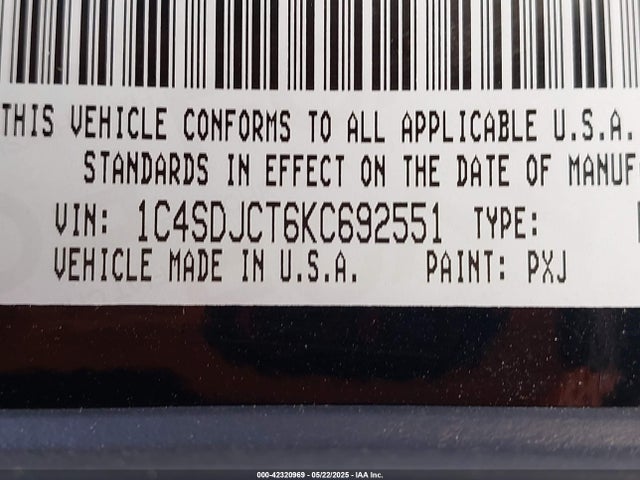 THIS VEHICLE CONFORMS TO ALL APPLICABLE U.S.A.
STANDARDS IN EFFECT ON THE DATE OF MANUF
VIN: 1C4SDJCT6KC692551 TYPE:
VEHICLE MADE IN U.S.A. PAINT: PXJ
000-42320969 - 05/22/2025 - IAA Inc.